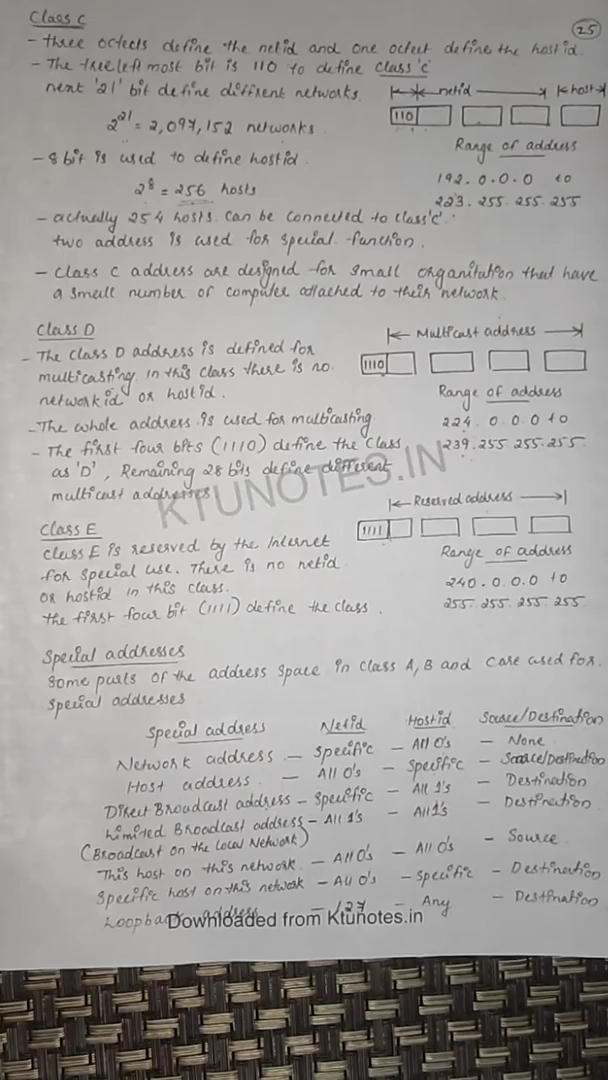 25
Class C
- three octects define the netid and one octect define the host id.
- The three left most bit is 110 to define class 'c'
next '21' bit define different networks.
netid host
110
2^21 = 2,097,152 networks.
Range of address
- 8 bit is used to define hostid.
192.0.0.0 to
2^8 = 256 hosts
223.255.255.255
- actually 254 hosts can be connected to class 'c'.
two address is used for special function.
- class C address are designed for small organitation that have
a small number of computer attached to their network.
Class D
Multicast address
- The class D address is defined for
multicasting. in this class there is no.
1110
network id or host id.
Range of address
- The whole address is used for multicasting
224.0.0.0 to
- The first four bits (1110) define the class
239.255.255.255
as 'D', Remaining 28 bits define different
multicast addresses
KTUNOTES.IN
Reserved address
Class E
1111
class E is reserved by the Internet
Range of address
for special use. There is no netid
240.0.0.0 to
or hostid in this class.
255.255.255.255
The first four bit (1111) define the class.
Special addresses
Some parts of the address space in class A, B and C are used for.
special addresses
Special address Netid Hostid Source/Destination
Network address - Specific - All 0's - None
Host address - All 0's - Specific - Source/Destination
Direct Broadcast address - Specific - All 1's - Destination
Limited Broadcast address - All 1's - All 1's - Destination
(Broadcast on the Local Network)
This host on this network. - All 0's - All 0's - Source
Specific host on this network - All 0's - Specific - Destination
Loopback address - 127 - Any - Destination
Downloaded from Ktunotes.in